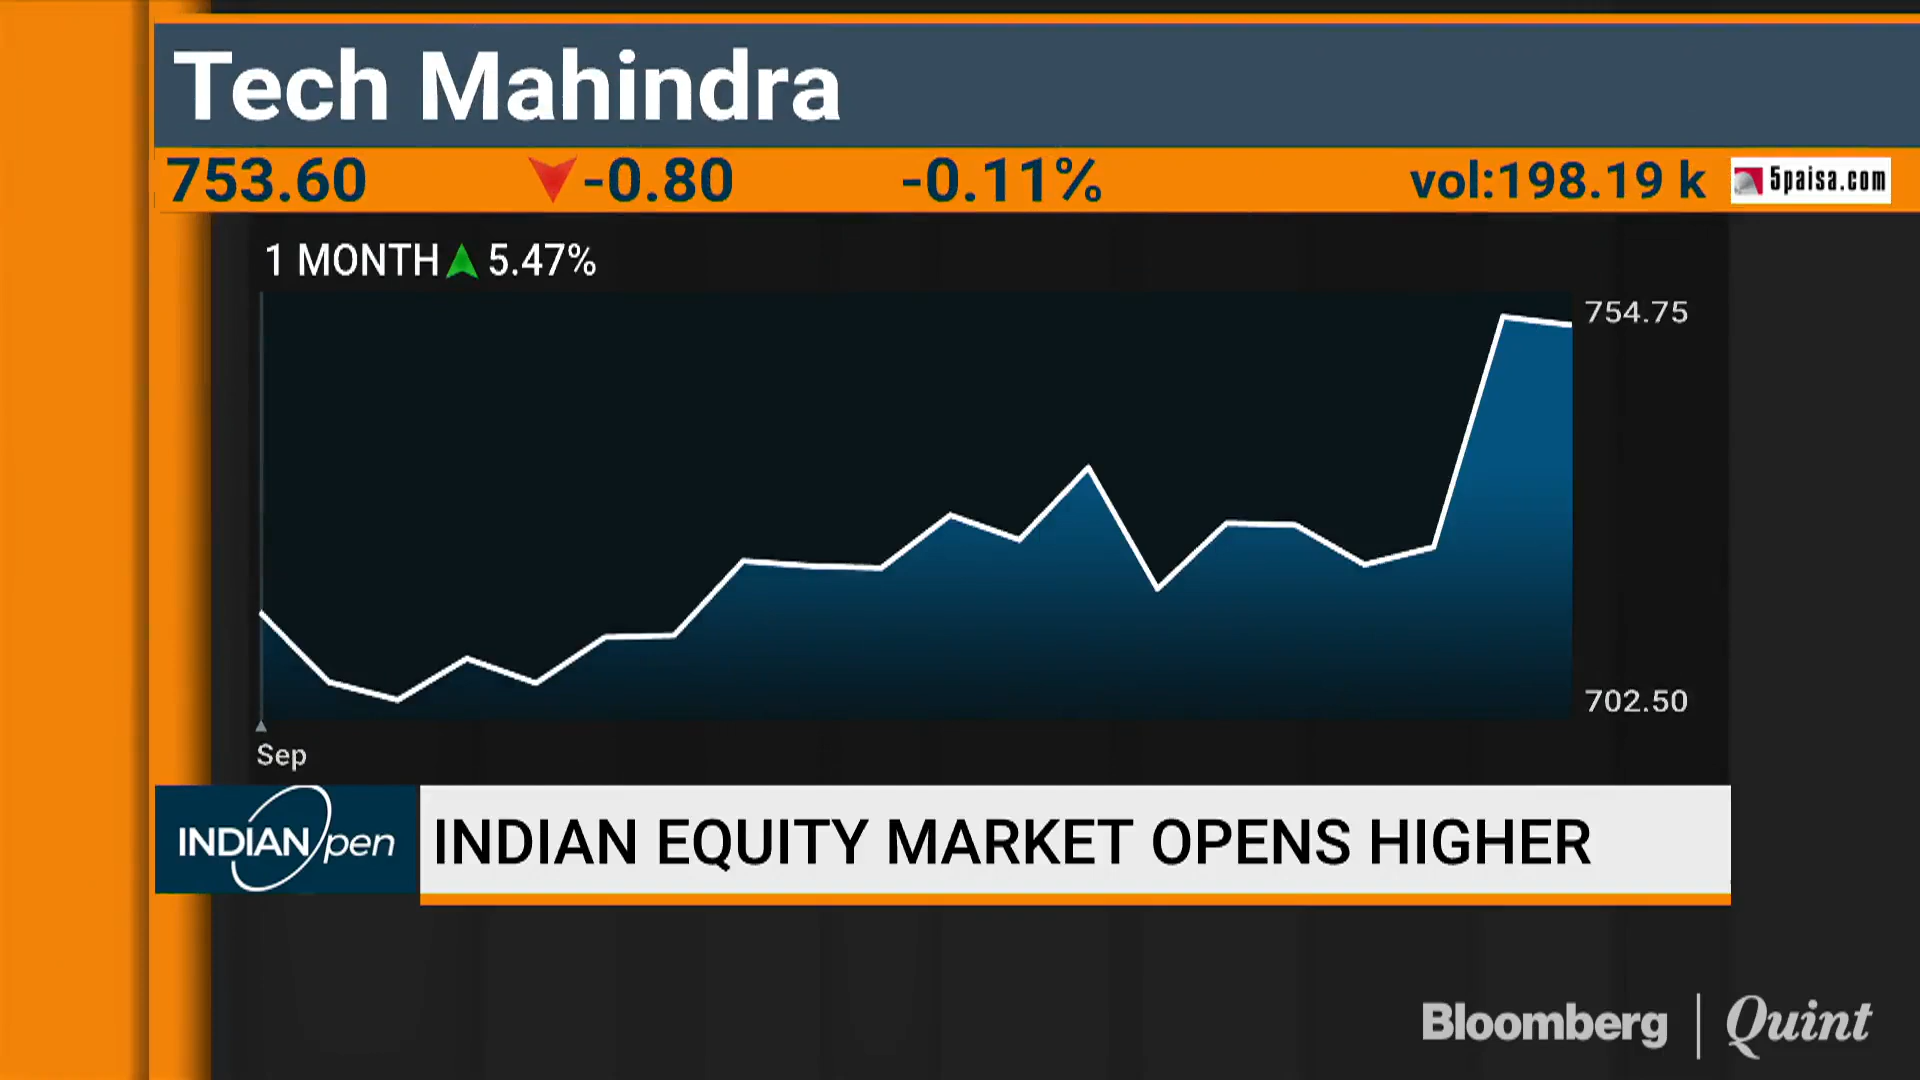 Tech Mahindra
753.60 -0.80 -0.11% vol:198.19 k 5paisa.com
1 MONTH 5.47%
754.75
702.50
Sep
INDIAN Open INDIAN EQUITY MARKET OPENS HIGHER
Bloomberg | Quint